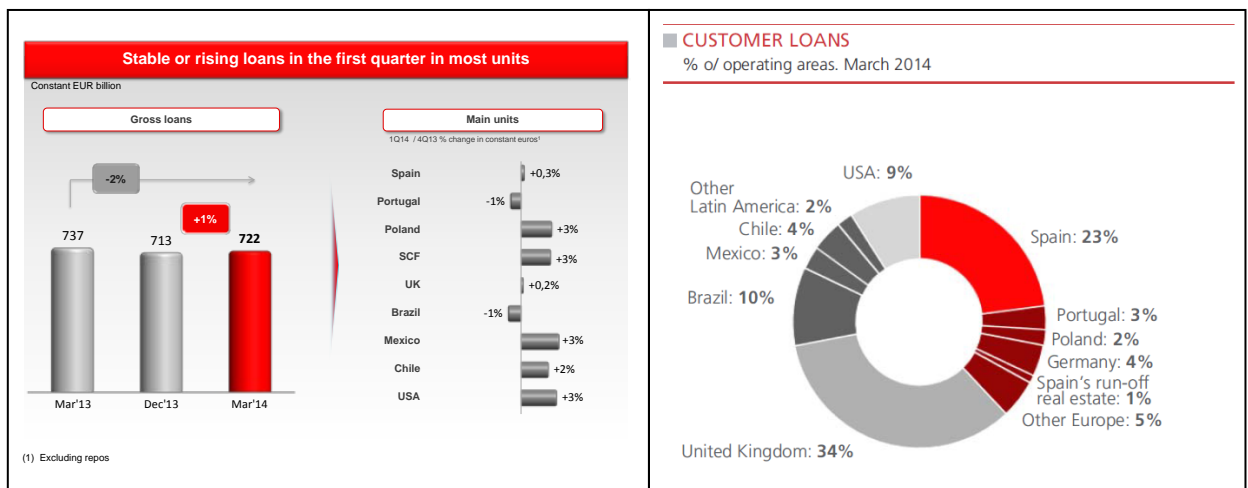 Stable or rising loans in the first quarter in most units
Constant EUR billion
Gross loans
-2%
+1%
737
713
722
Mar'13
Dec'13
Mar'14
Main units
1Q14 / 4Q13 % change in constant euros¹
Spain
+0,3%
Portugal
-1%
Poland
+3%
SCF
+3%
UK
+0,2%
Brazil
-1%
Mexico
+3%
Chile
+2%
USA
+3%
(1) Excluding repos
CUSTOMER LOANS
% o/ operating areas. March 2014
USA: 9%
Other
Latin America: 2%
Chile: 4%
Mexico: 3%
Brazil: 10%
United Kingdom: 34%
Spain: 23%
Portugal: 3%
Poland: 2%
Germany: 4%
Spain's run-off
real estate: 1%
Other Europe: 5%